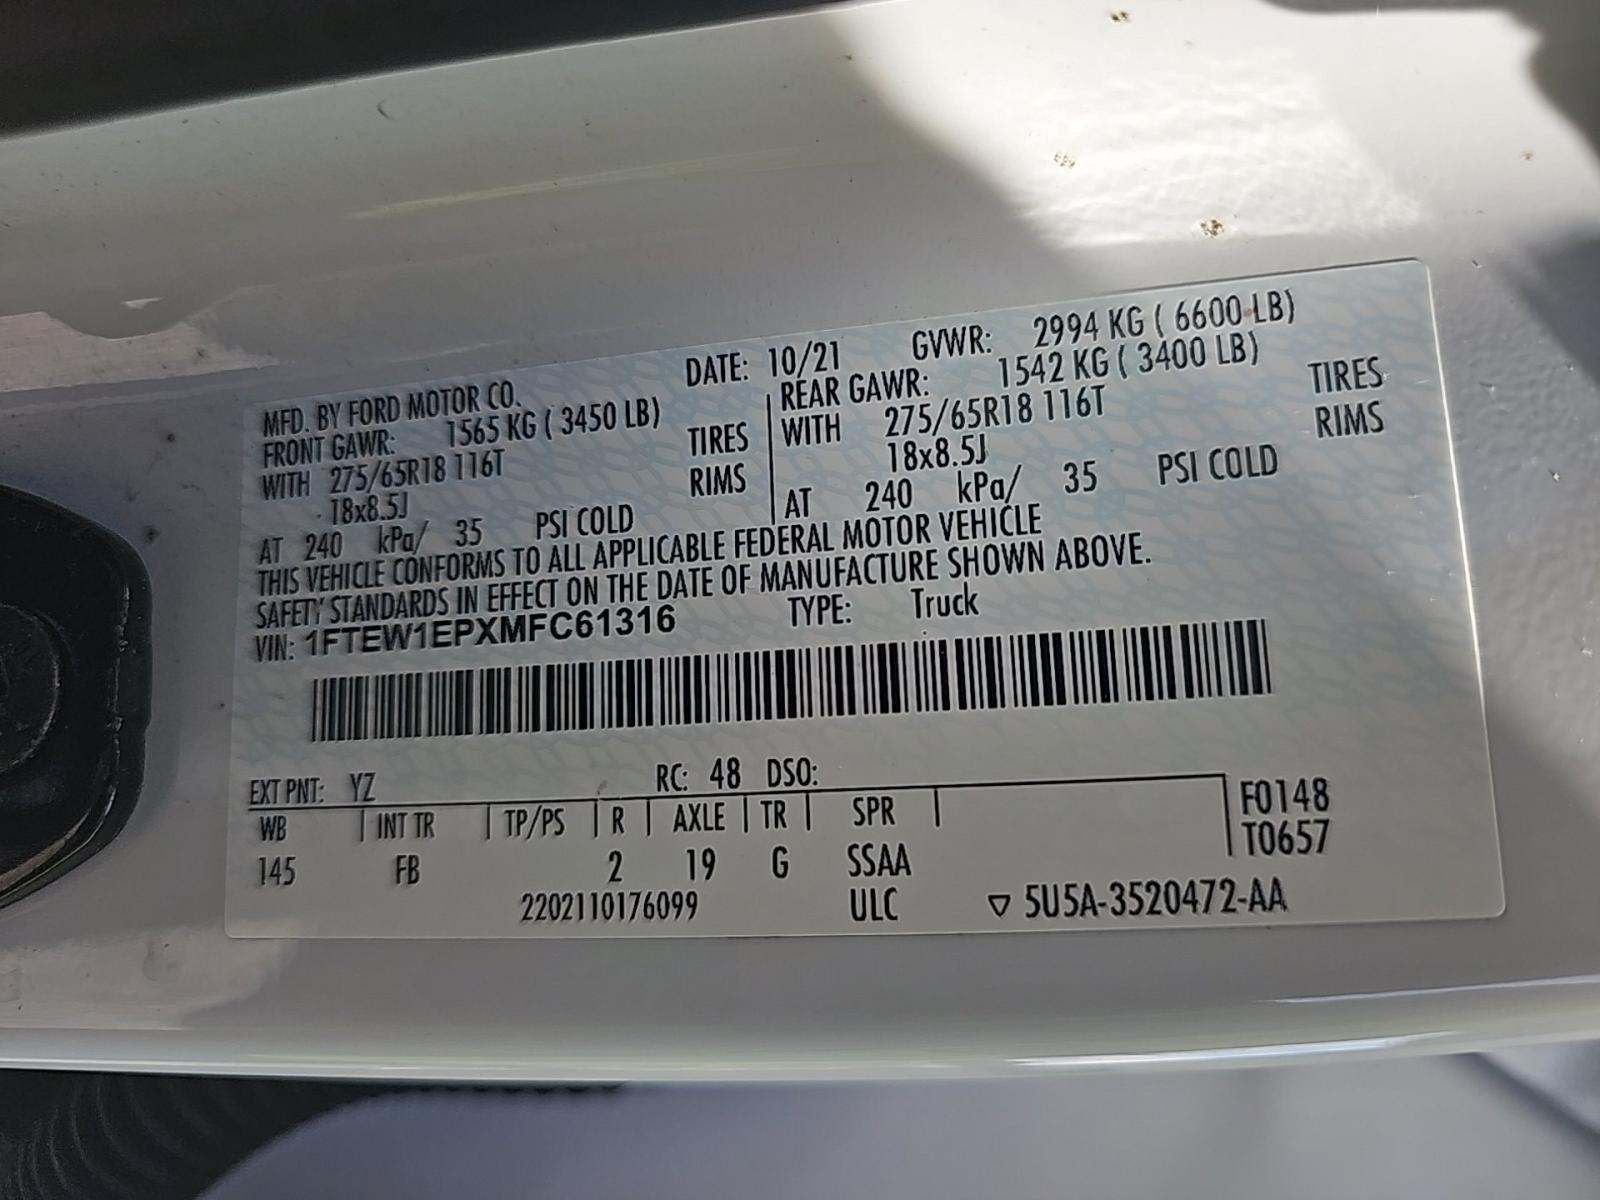 MFD. BY FORD MOTOR CO. DATE: 10/21 GVWR: 2994 KG ( 6600 LB)
FRONT GAWR: 1565 KG ( 3450 LB) REAR GAWR: 1542 KG ( 3400 LB)
WITH 275/65R18 116T TIRES WITH 275/65R18 116T TIRES
18x8.5J RIMS 18x8.5J RIMS
AT 240 kPa/ 35 PSI COLD AT 240 kPa/ 35 PSI COLD
THIS VEHICLE CONFORMS TO ALL APPLICABLE FEDERAL MOTOR VEHICLE
SAFETY STANDARDS IN EFFECT ON THE DATE OF MANUFACTURE SHOWN ABOVE.
VIN: 1FTEW1EPXMFC61316 TYPE: Truck
EXT PNT: YZ RC: 48 DSO:
WB INT TR TP/PS R AXLE TR SPR F0148
145 FB 2 19 G SSAA T0657
2202110176099 ULC ▽ 5U5A-3520472-AA